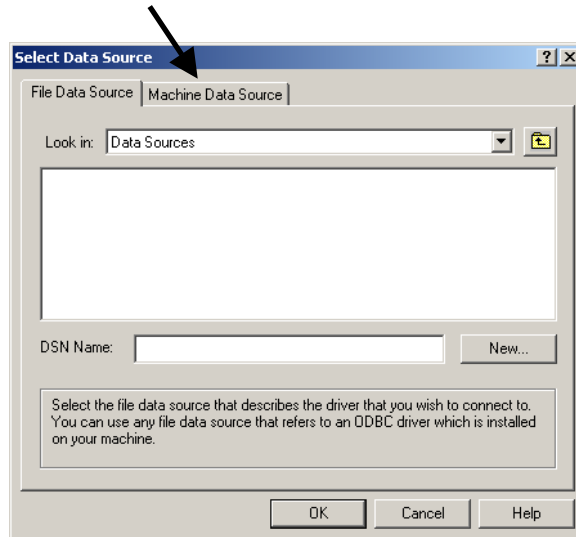 Select Data Source
File Data Source Machine Data Source
Look in: Data Sources
DSN Name: New...
Select the file data source that describes the driver that you wish to connect to.
You can use any file data source that refers to an ODBC driver which is installed
on your machine.
OK Cancel Help